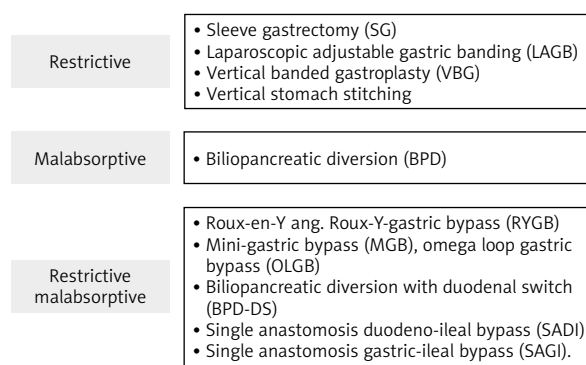 Restrictive
• Sleeve gastrectomy (SG)
• Laparoscopic adjustable gastric banding (LAGB)
• Vertical banded gastroplasty (VBG)
• Vertical stomach stitching
Malabsorptive
• Biliopancreatic diversion (BPD)
Restrictive
malabsorptive
• Roux-en-Y ang. Roux-Y-gastric bypass (RYGB)
• Mini-gastric bypass (MGB), omega loop gastric
bypass (OLGB)
• Biliopancreatic diversion with duodenal switch
(BPD-DS)
• Single anastomosis duodeno-ileal bypass (SADI)
• Single anastomosis gastric-ileal bypass (SAGI).